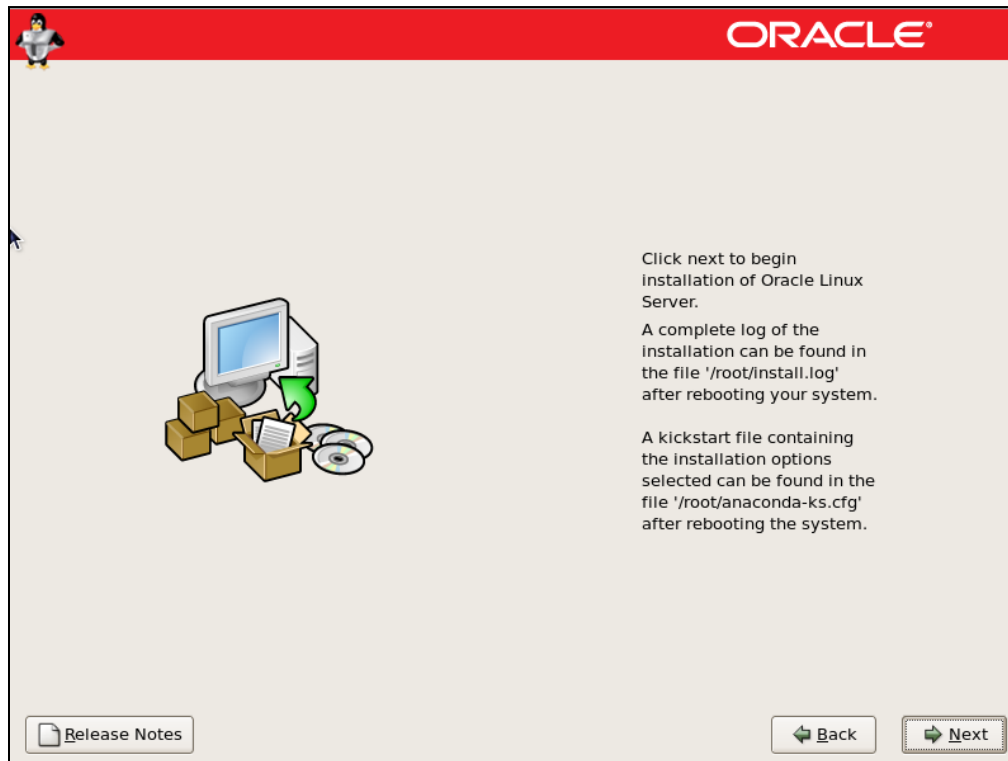 ORACLE®
Click next to begin
installation of Oracle Linux
Server.
A complete log of the
installation can be found in
the file '/root/install.log'
after rebooting your system.
A kickstart file containing
the installation options
selected can be found in the
file '/root/anaconda-ks.cfg'
after rebooting the system.
Release Notes
Back
Next